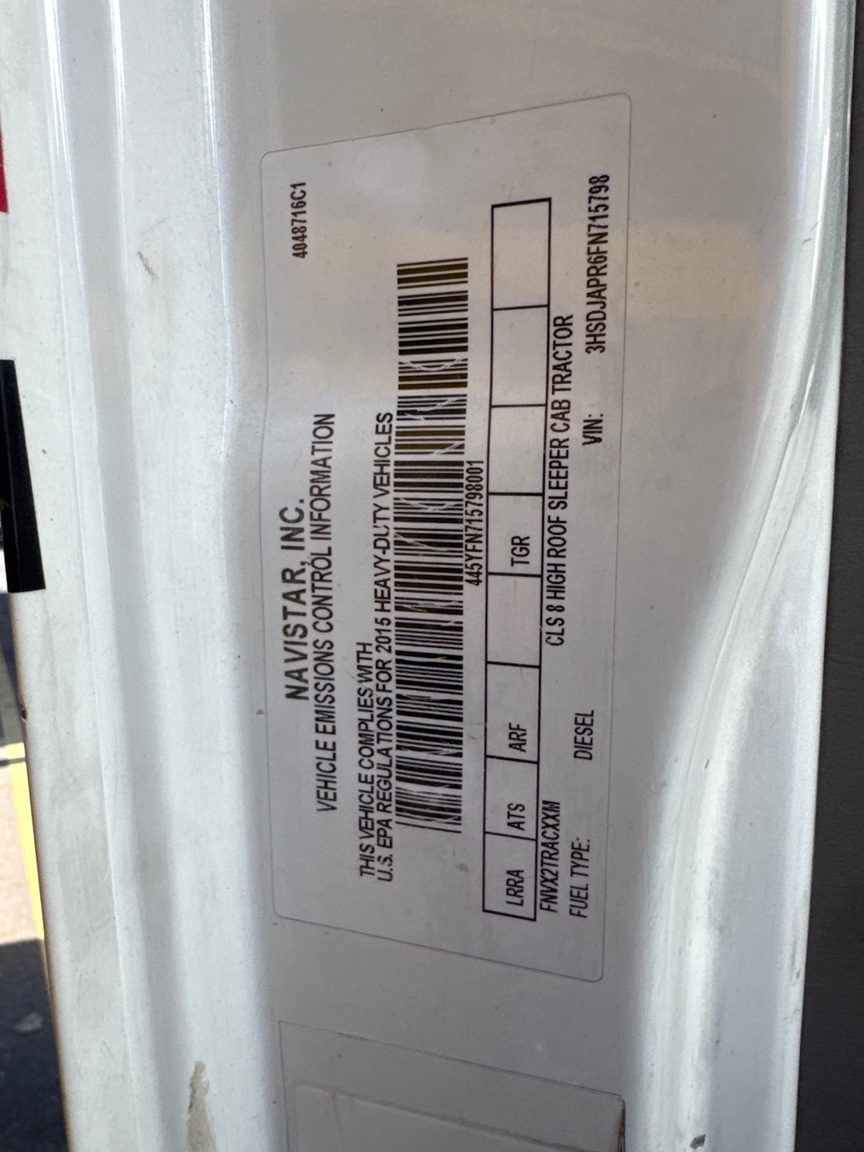 4048716C1
NAVISTAR, INC.
VEHICLE EMISSIONS CONTROL INFORMATION
THIS VEHICLE COMPLIES WITH
U.S. EPA REGULATIONS FOR 2015 HEAVY-DUTY VEHICLES
445YFN715798001
LRRA ATS ARF TGR
FNVX2TRACXXM CLS 8 HIGH ROOF SLEEPER CAB TRACTOR
FUEL TYPE: DIESEL VIN: 3HSDJAPR6FN715798